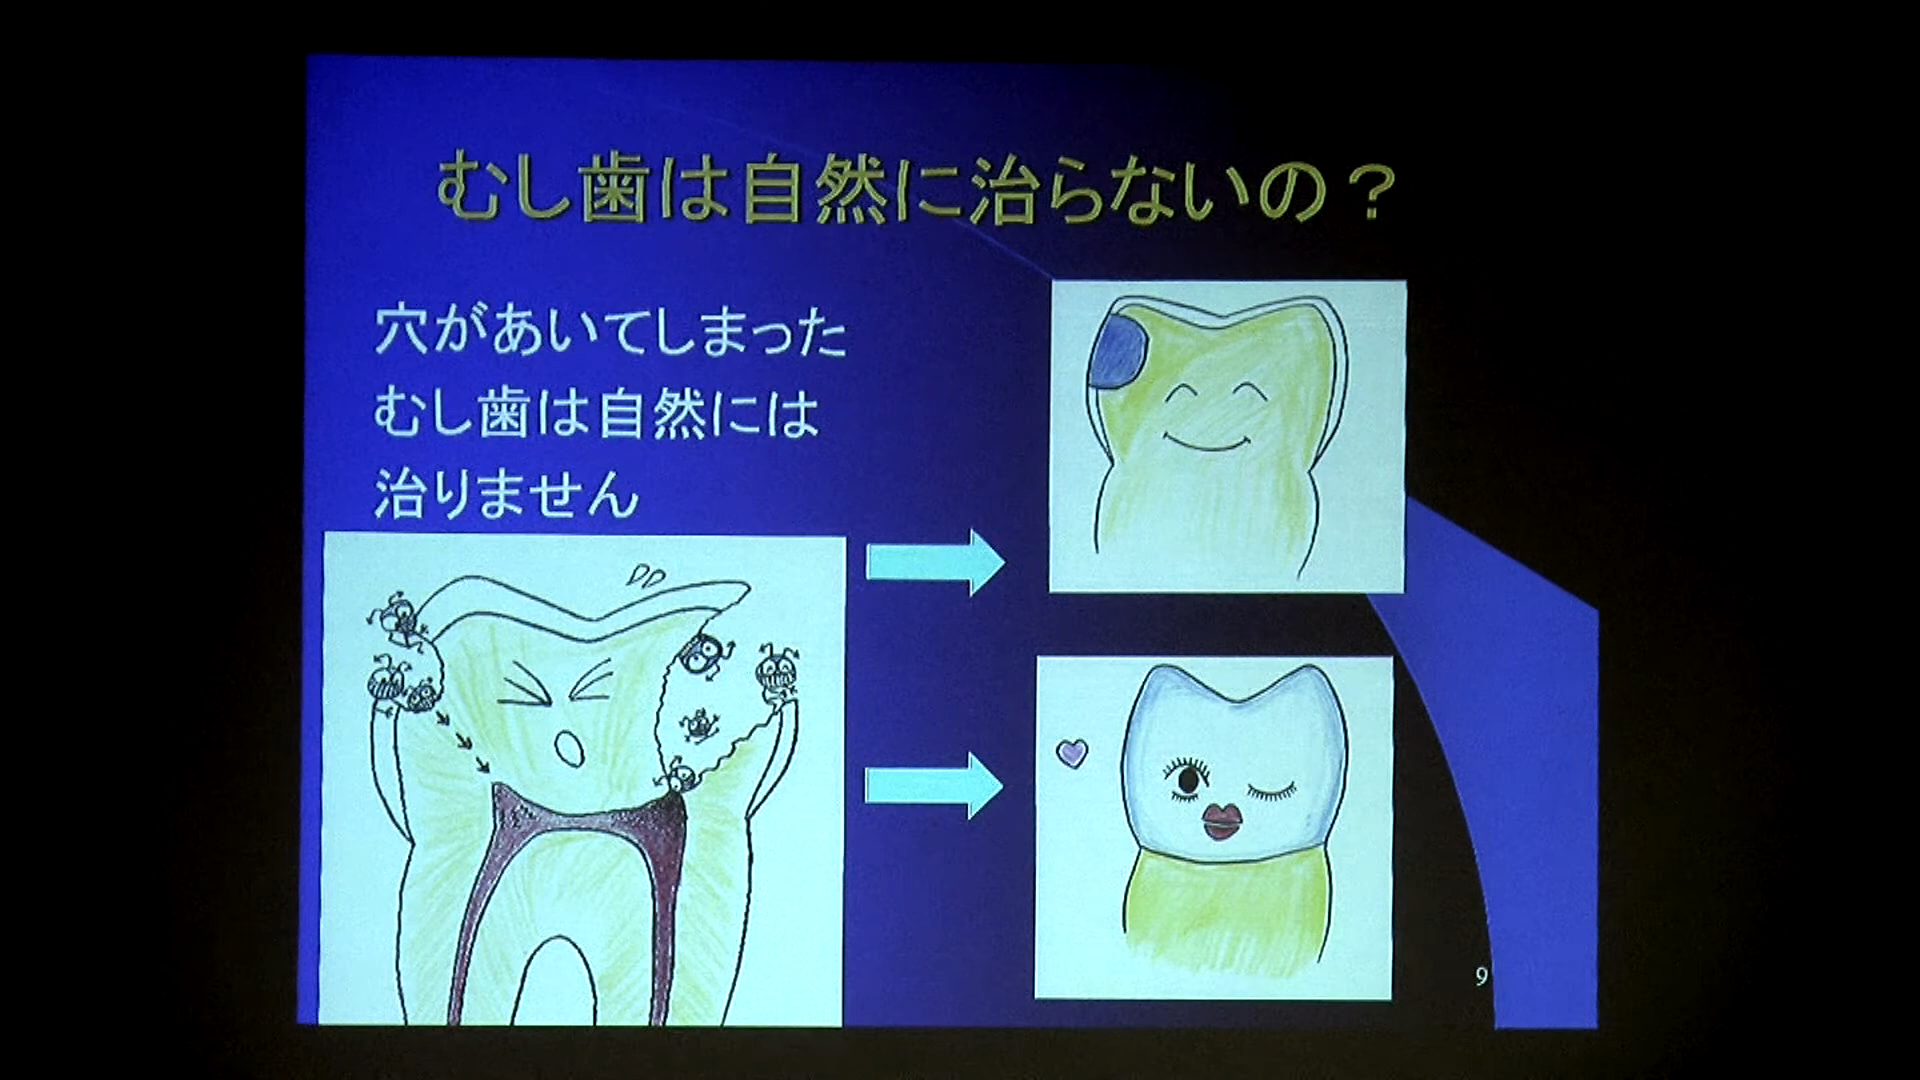 むし歯は自然に治らないの？
穴があいてしまった
むし歯は自然には
治りません
9